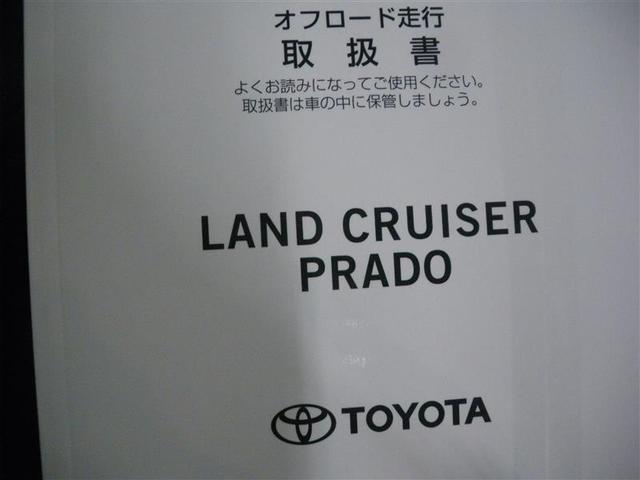 オフロード走行
取扱書
よくお読みになってご使用ください。
取扱書は車の中に保管しましょう。
LAND CRUISER
PRADO
TOYOTA